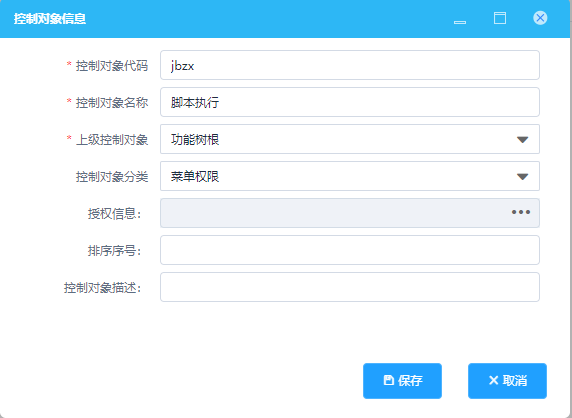 控制对象信息
* 控制对象代码 jbzx
* 控制对象名称 脚本执行
* 上级控制对象 功能树根
控制对象分类 菜单权限
授权信息：
排序序号：
控制对象描述：
保存 取消